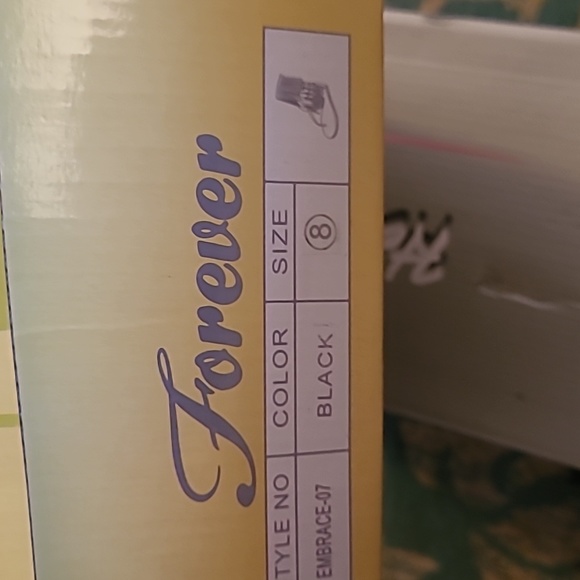 Forever
TYLE NO COLOR SIZE
EMBRACE-07 BLACK 8